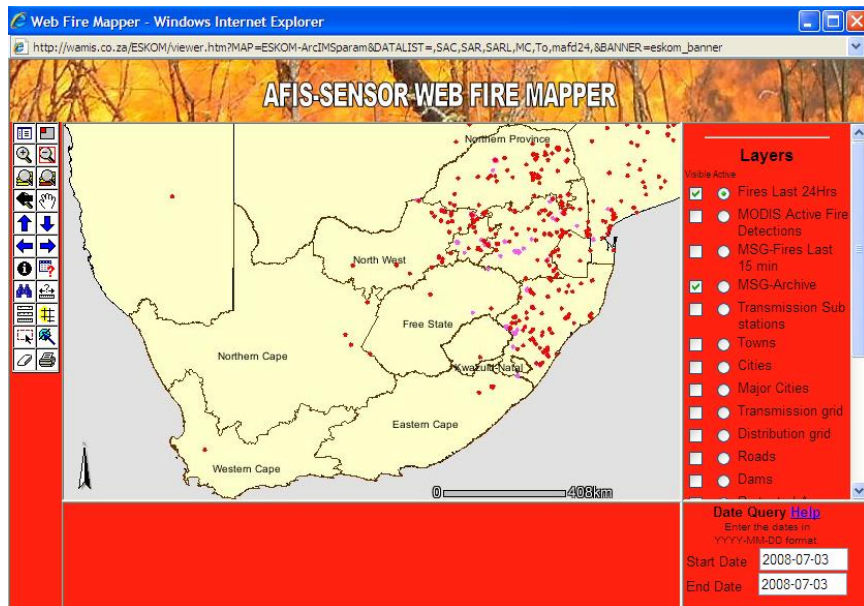 Web Fire Mapper - Windows Internet Explorer
http://wamis.co.za/ESKOM/viewer.htm?MAP=ESKOM-ArcIMSparam&DATALIST=,SAC,SAR,SARL,MC,To,mafd24,&BANNER=eskom_banner
AFIS-SENSOR WEB FIRE MAPPER
Northern Province
North West
Free State
Northern Cape
Kwazulu-Natal
Eastern Cape
Western Cape
N
0 408km
Layers
Visible Active
Fires Last 24Hrs
MODIS Active Fire
Detections
MSG-Fires Last
15 min
MSG-Archive
Transmission Sub
stations
Towns
Cities
Major Cities
Transmission grid
Distribution grid
Roads
Dams
Date Query Help
Enter the dates in
YYYY-MM-DD format.
Start Date 2008-07-03
End Date 2008-07-03